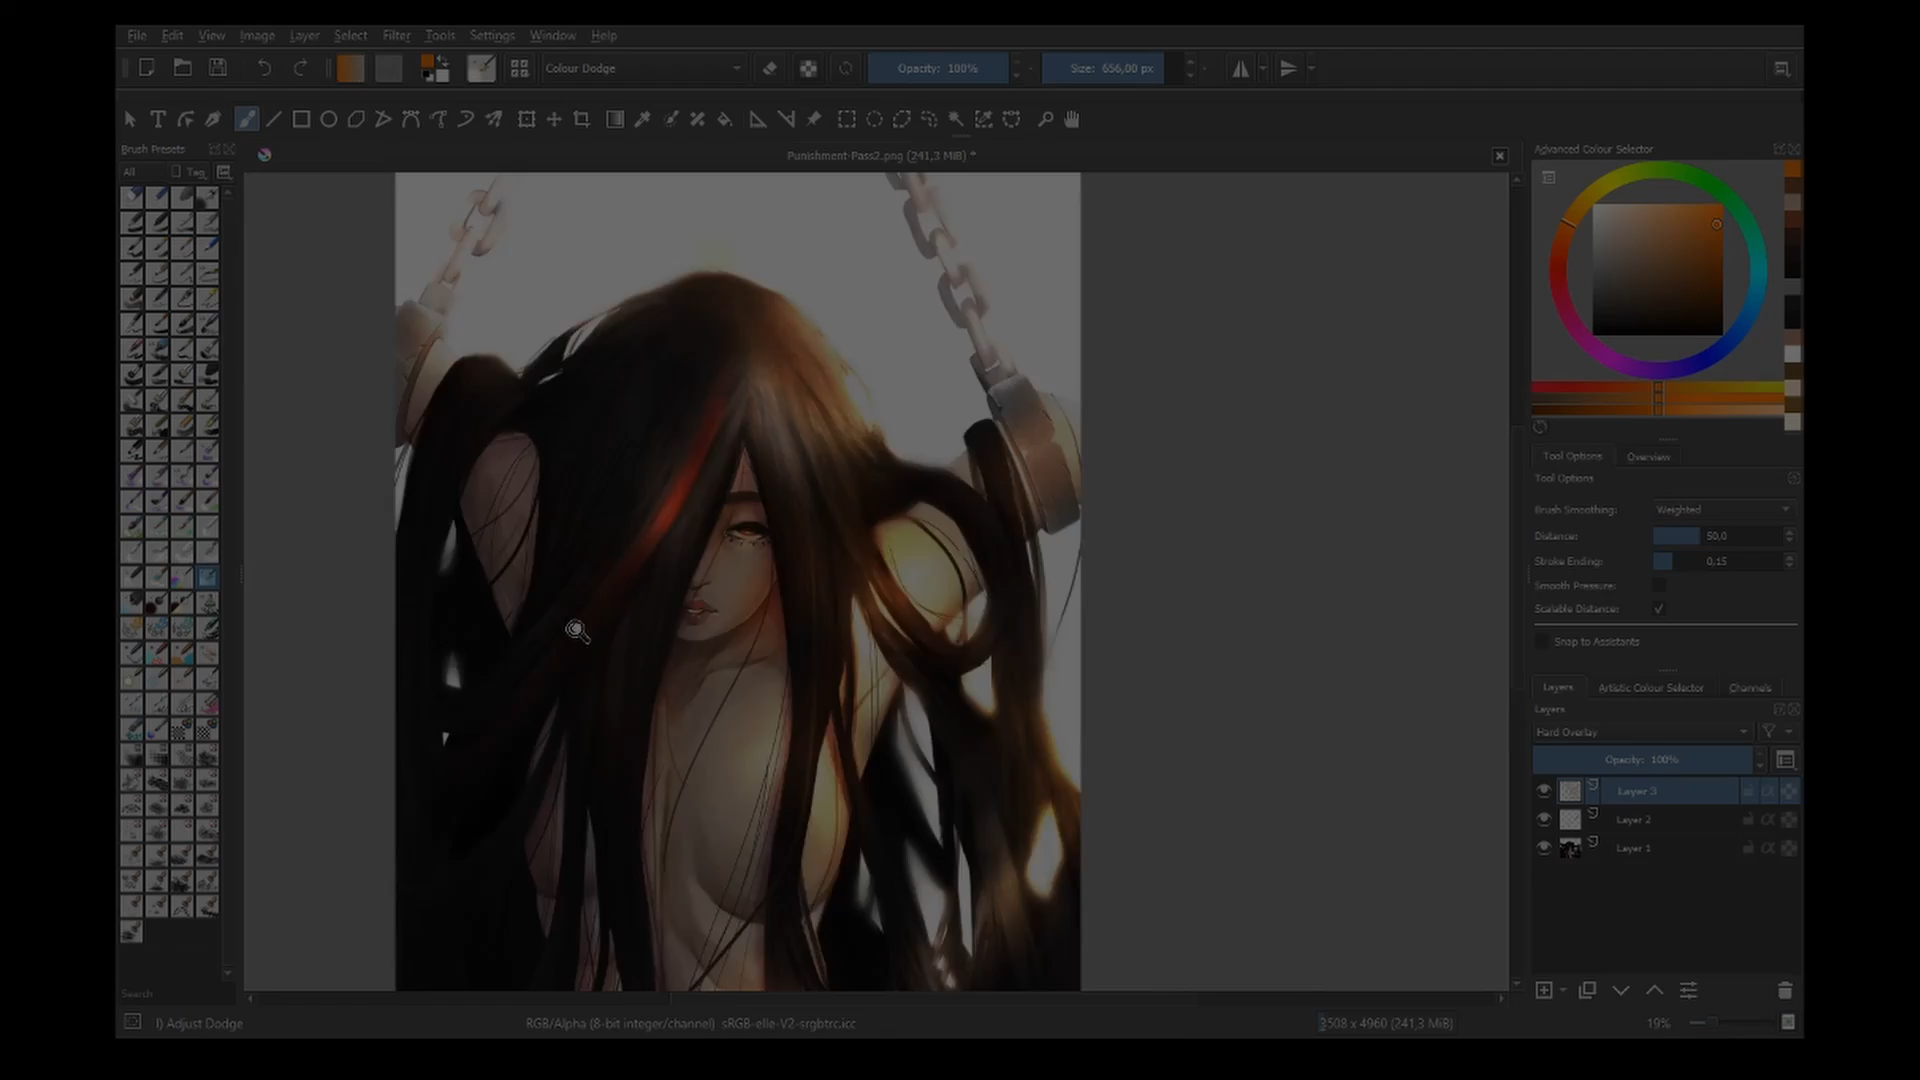 File Edit View Image Layer Select Filter Tools Settings Window Help
Colour Dodge Opacity: 100% Size: 656,00 px
Brush Presets
Punishment-Pass2.png (241,3 MiB) *
Advanced Colour Selector
All Tag
Tool Options Overview
Tool Options
Brush Smoothing: Weighted
Distance: 50,0
Stroke Ending: 0,15
Smooth Pressure:
Scalable Distance:
Snap to Assistants
Layers Artistic Colour Selector Channels
Layers
Hard Overlay
Opacity: 100%
Layer 3
Layer 2
Layer 1
Search
I) Adjust Dodge RGB/Alpha (8-bit integer/channel) sRGB-elle-V2-srgbtrc.icc 3508 x 4960 (241,3 MiB) 19%